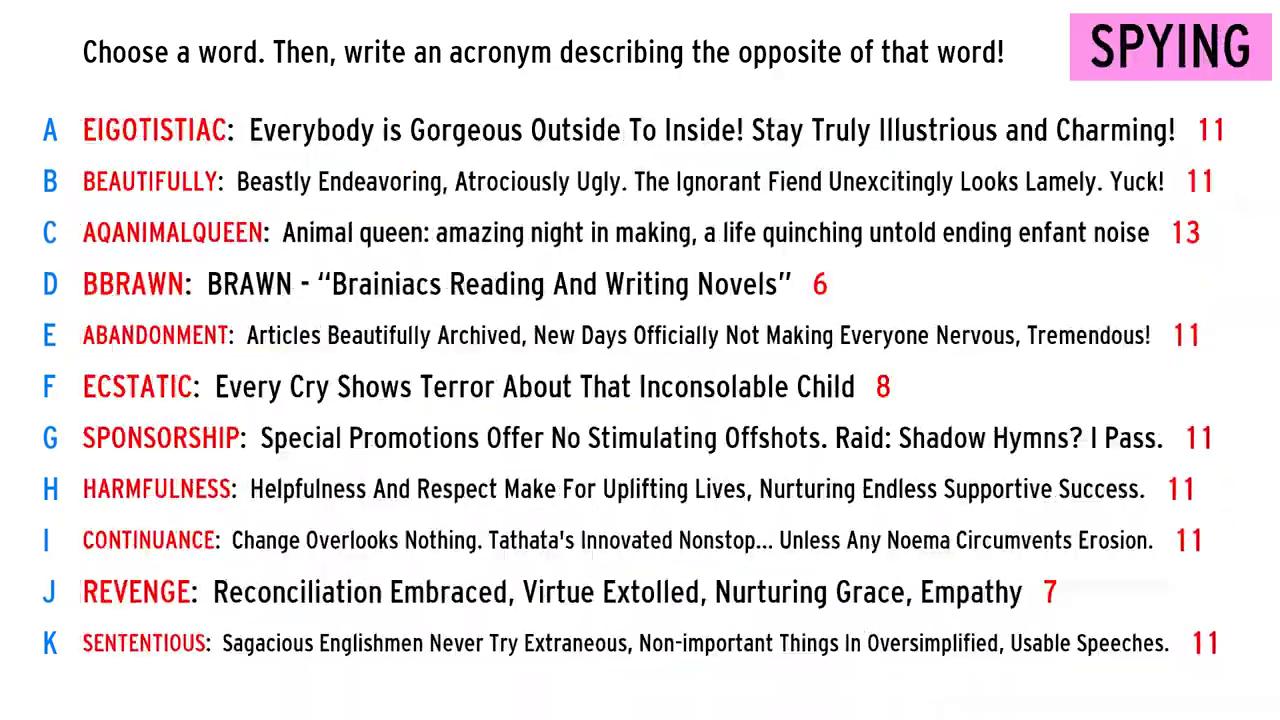 Choose a word. Then, write an acronym describing the opposite of that word!
SPYING
A EIGOTISTIAC: Everybody is Gorgeous Outside To Inside! Stay Truly Illustrious and Charming! 11
B BEAUTIFULLY: Beastly Endeavoring, Atrociously Ugly. The Ignorant Fiend Unexcitingly Looks Lamely. Yuck! 11
C AQANIMALQUEEN: Animal queen: amazing night in making, a life quinching untold ending enfant noise 13
D BBRAWN: BRAWN - “Brainiacs Reading And Writing Novels” 6
E ABANDONMENT: Articles Beautifully Archived, New Days Officially Not Making Everyone Nervous, Tremendous! 11
F ECSTATIC: Every Cry Shows Terror About That Inconsolable Child 8
G SPONSORSHIP: Special Promotions Offer No Stimulating Offshots. Raid: Shadow Hymns? I Pass. 11
H HARMFULNESS: Helpfulness And Respect Make For Uplifting Lives, Nurturing Endless Supportive Success. 11
I CONTINUANCE: Change Overlooks Nothing. Tathata's Innovated Nonstop... Unless Any Noema Circumvents Erosion. 11
J REVENGE: Reconciliation Embraced, Virtue Extolled, Nurturing Grace, Empathy 7
K SENTENTIOUS: Sagacious Englishmen Never Try Extraneous, Non-important Things In Oversimplified, Usable Speeches. 11